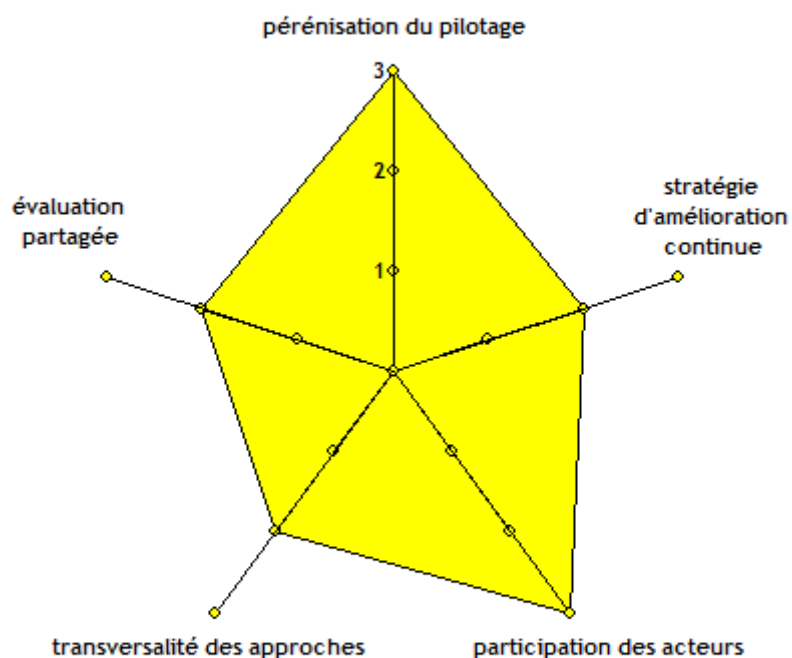 pérénisation du pilotage
3
2
1
stratégie
d'amélioration
continue
évaluation
partagée
transversalité des approches
participation des acteurs